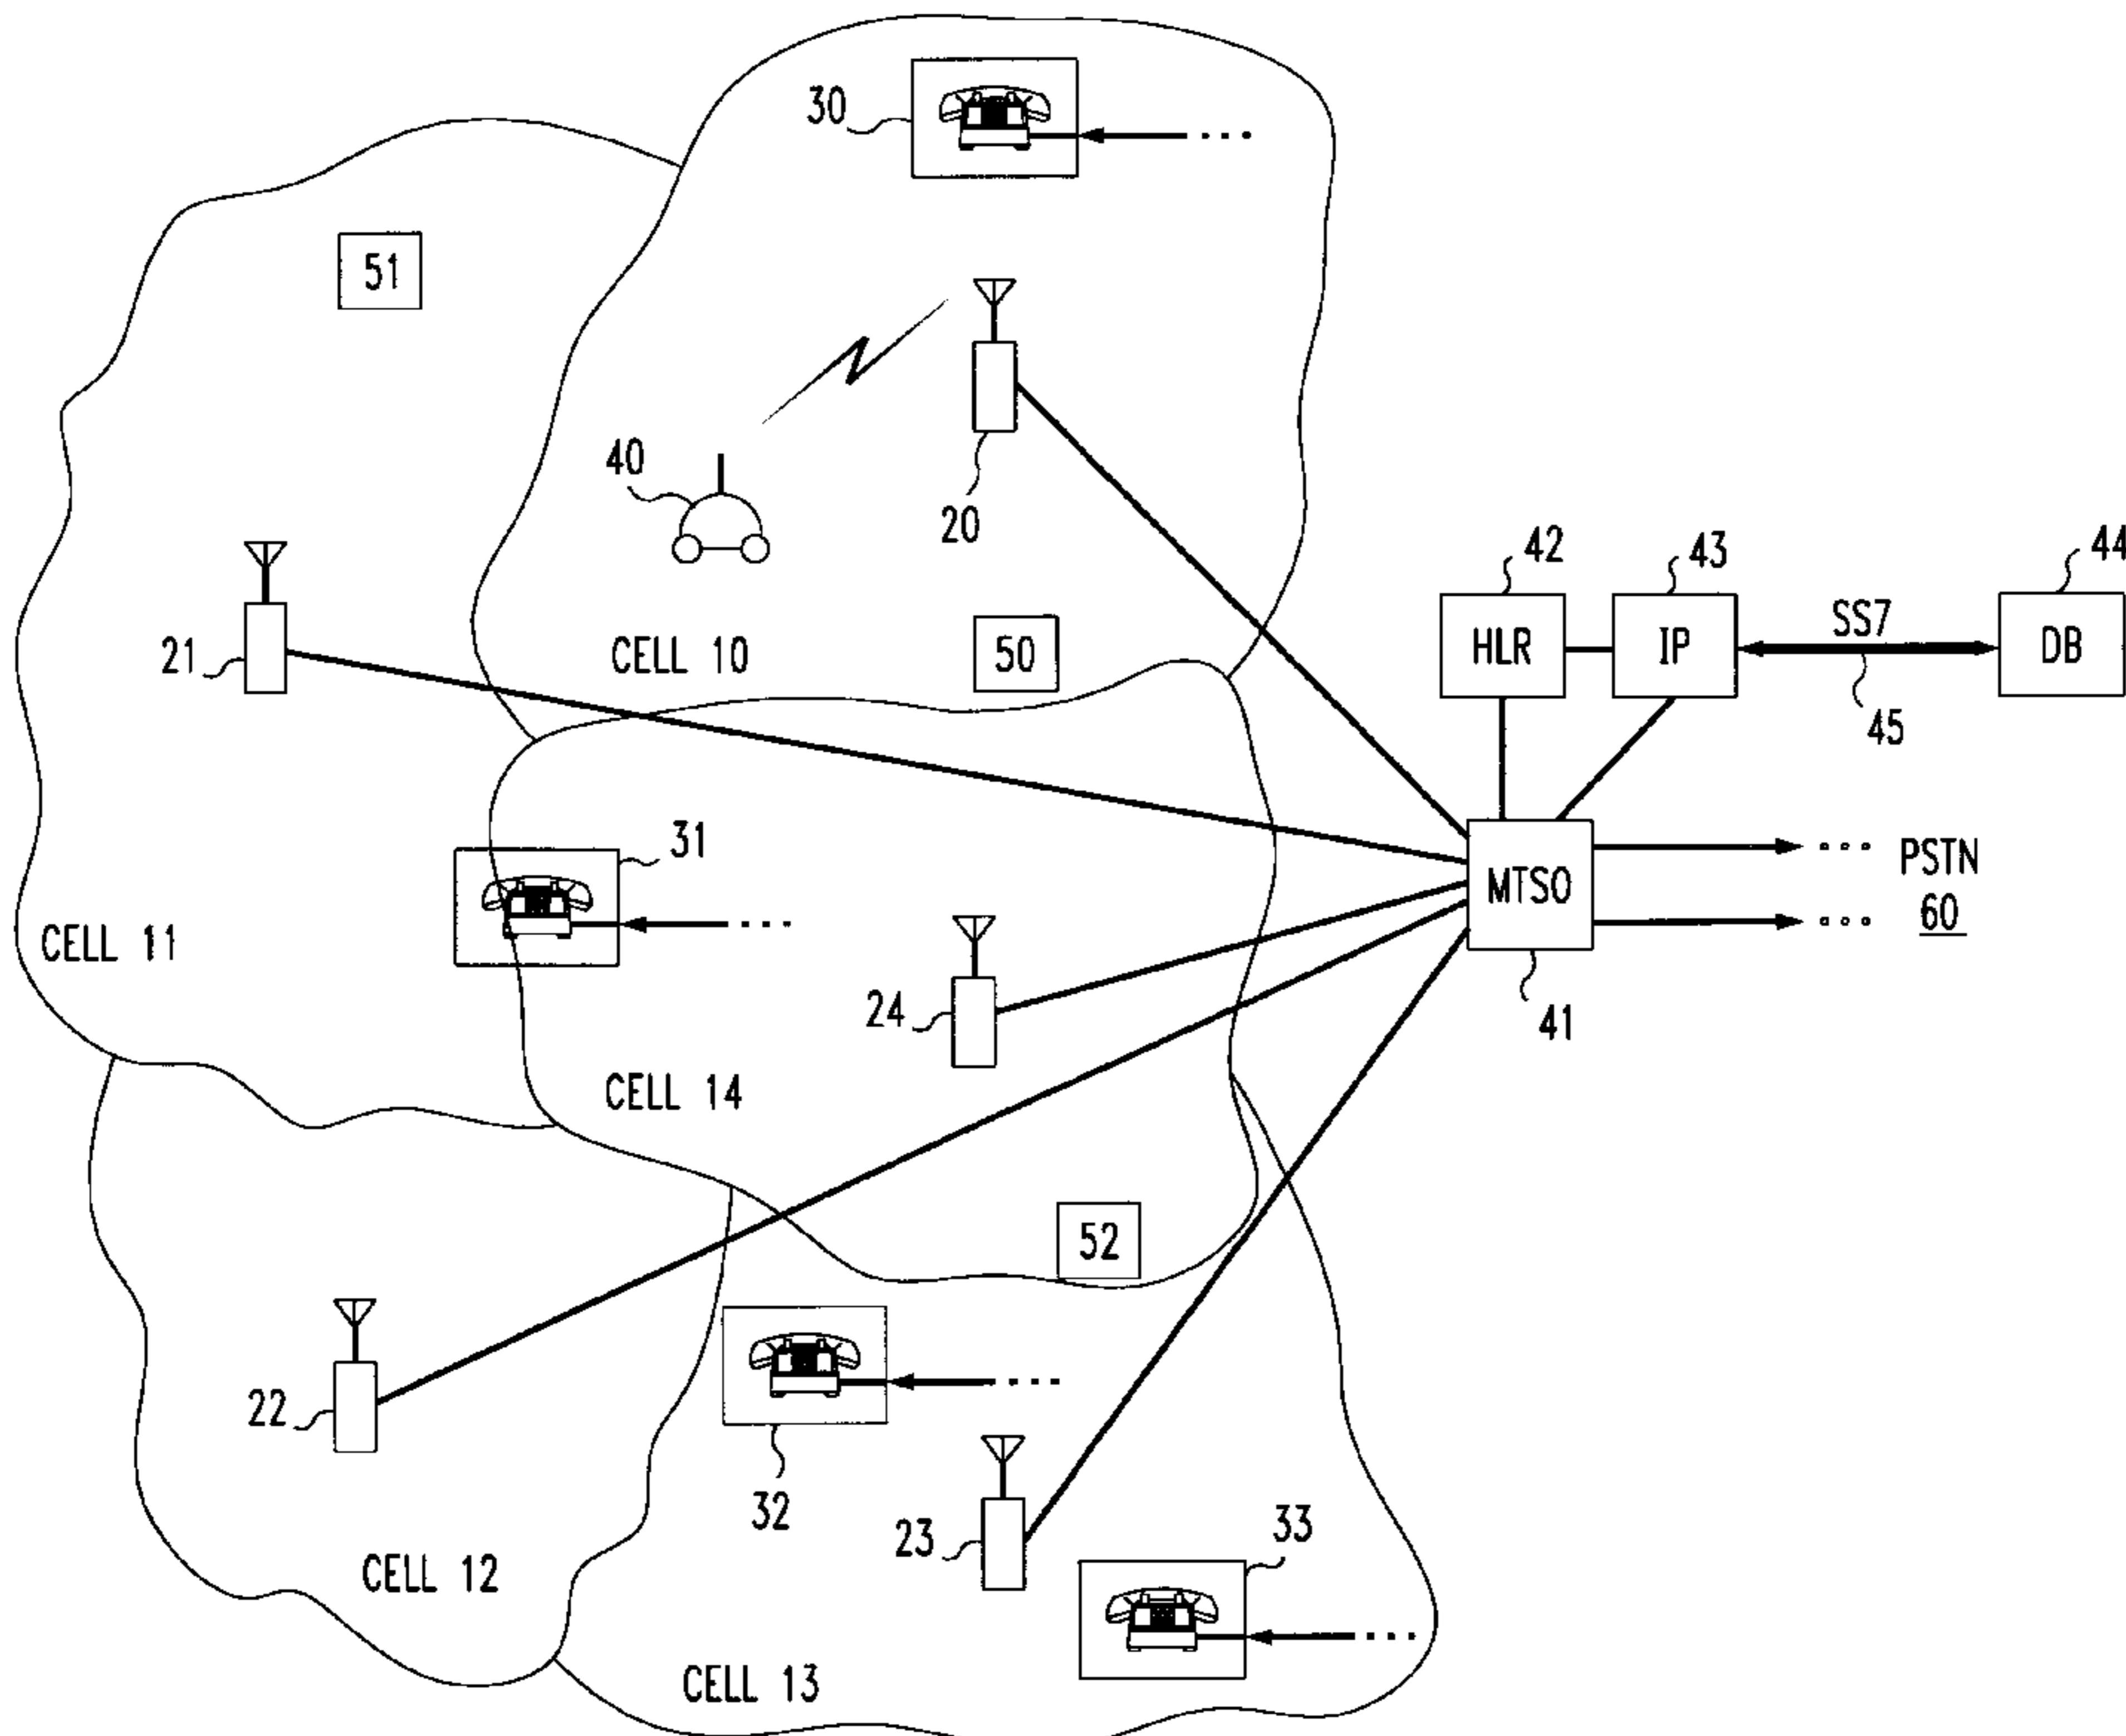 30
51
40
20
42
43
44
SS7
HLR
IP
DB
45
21
CELL 10
50
31
PSTN
60
MTSO
CELL 11
24
41
CELL 14
52
22
32
33
23
CELL 12
CELL 13